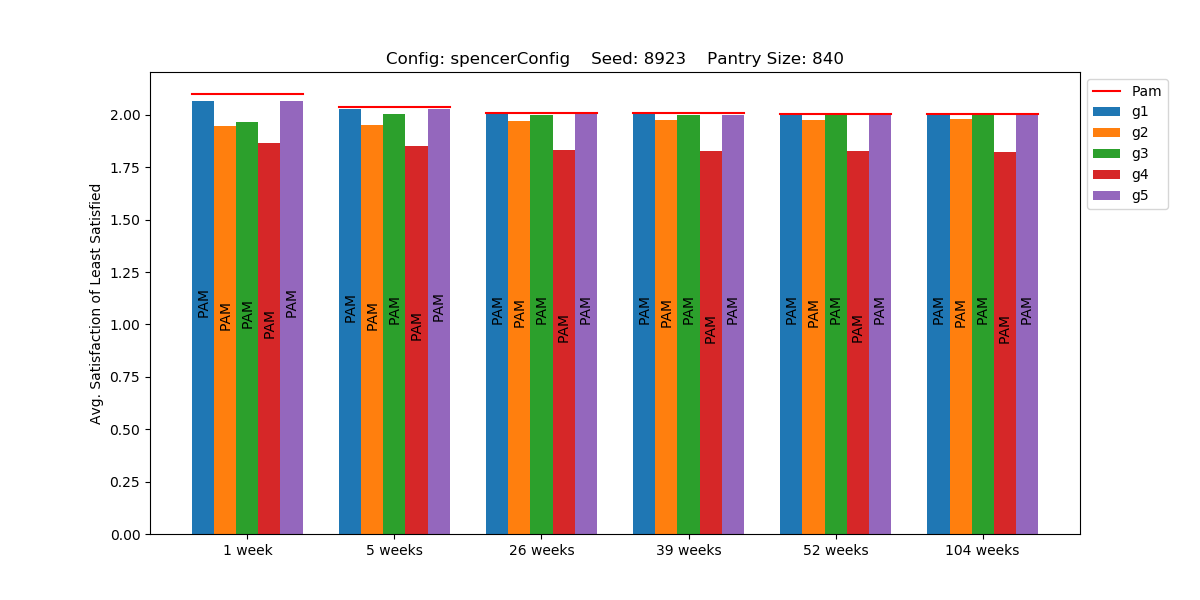 Config: spencerConfig    Seed: 8923    Pantry Size: 840
Avg. Satisfaction of Least Satisfied
2.00
1.75
1.50
1.25
1.00
0.75
0.50
0.25
0.00
PAM PAM PAM PAM PAM
PAM PAM PAM PAM PAM
PAM PAM PAM PAM PAM
PAM PAM PAM PAM PAM
PAM PAM PAM PAM PAM
PAM PAM PAM PAM PAM
1 week
5 weeks
26 weeks
39 weeks
52 weeks
104 weeks
Pam
g1
g2
g3
g4
g5